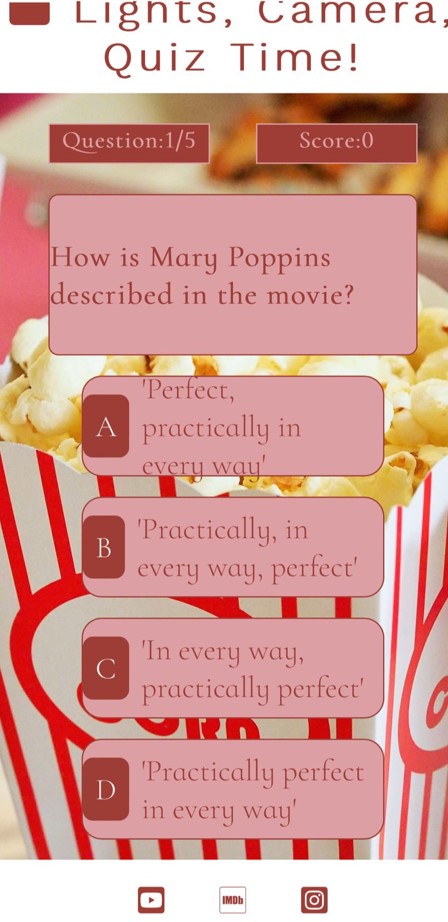 Lights, Camera,
Quiz Time!
Question:1/5
Score:0
How is Mary Poppins
described in the movie?
A
'Perfect,
practically in
every way'
B
'Practically, in
every way, perfect'
C
'In every way,
practically perfect'
D
'Practically perfect
in every way'
IMDb